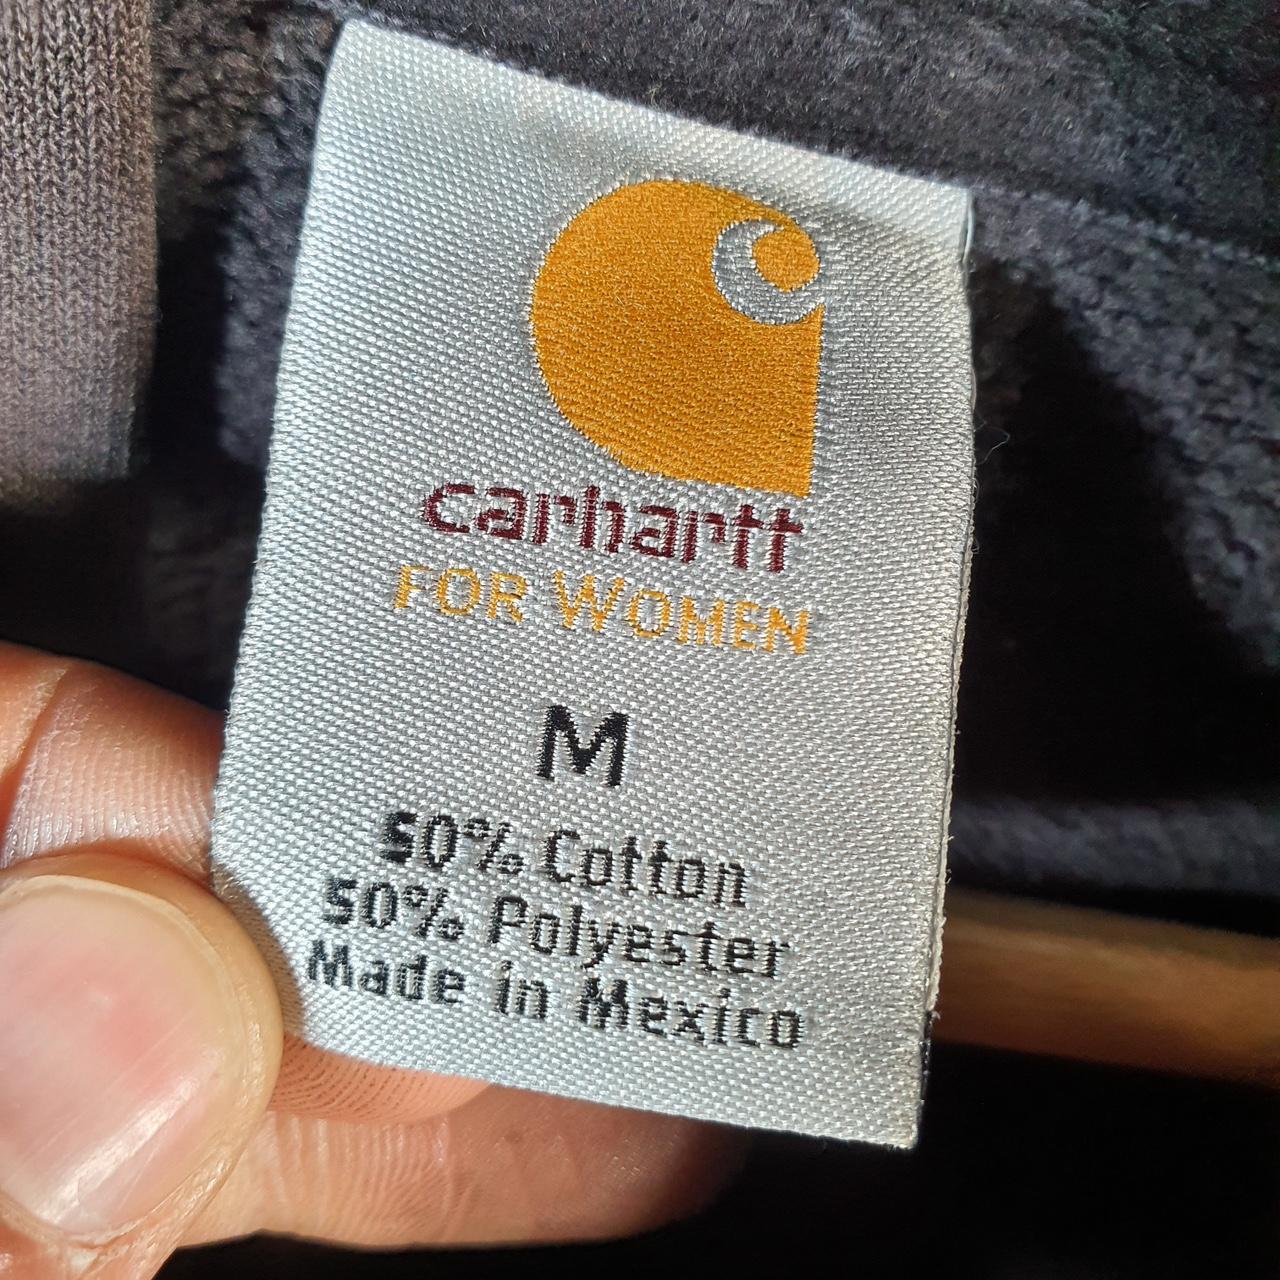 carhartt
FOR WOMEN
M
50% Cotton
50% Polyester
Made in Mexico